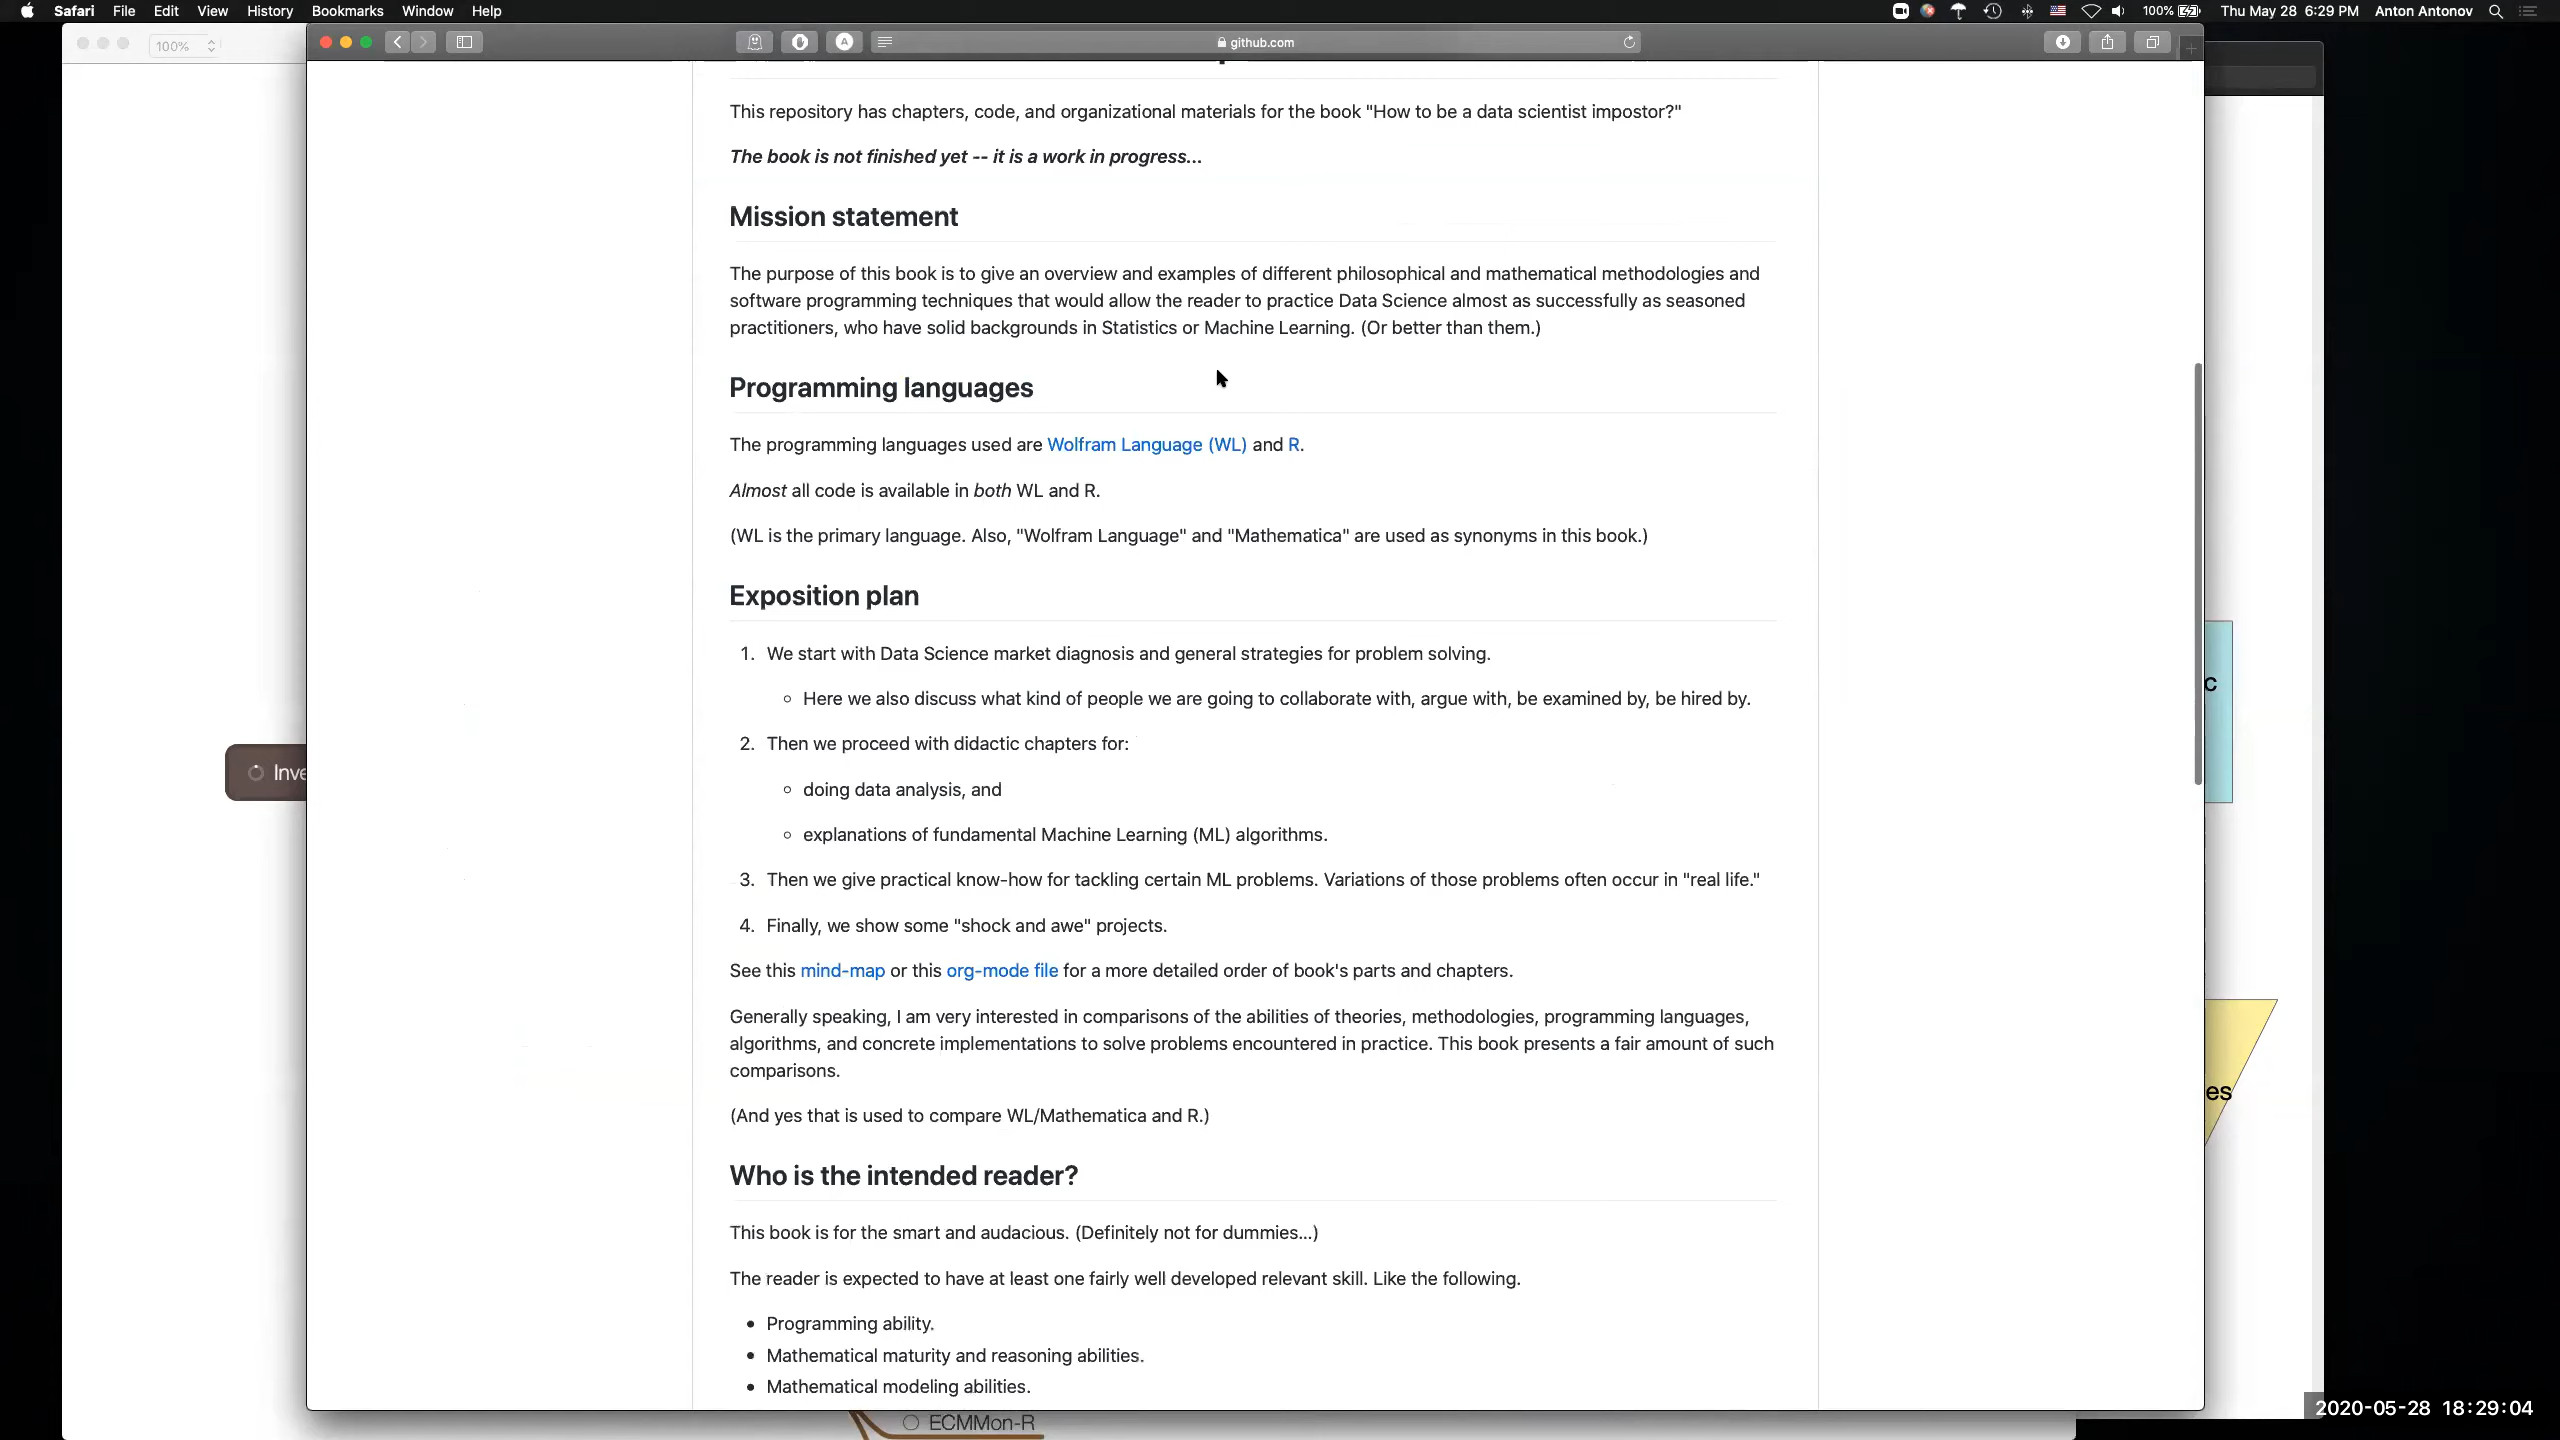 Safari File Edit View History Bookmarks Window Help
100% Thu May 28 6:29 PM Anton Antonov
100%
github.com
This repository has chapters, code, and organizational materials for the book "How to be a data scientist impostor?"
The book is not finished yet -- it is a work in progress...
Mission statement
The purpose of this book is to give an overview and examples of different philosophical and mathematical methodologies and
software programming techniques that would allow the reader to practice Data Science almost as successfully as seasoned
practitioners, who have solid backgrounds in Statistics or Machine Learning. (Or better than them.)
Programming languages
The programming languages used are Wolfram Language (WL) and R.
Almost all code is available in both WL and R.
(WL is the primary language. Also, "Wolfram Language" and "Mathematica" are used as synonyms in this book.)
Exposition plan
1. We start with Data Science market diagnosis and general strategies for problem solving.
Here we also discuss what kind of people we are going to collaborate with, argue with, be examined by, be hired by.
2. Then we proceed with didactic chapters for:
doing data analysis, and
explanations of fundamental Machine Learning (ML) algorithms.
3. Then we give practical know-how for tackling certain ML problems. Variations of those problems often occur in "real life."
4. Finally, we show some "shock and awe" projects.
See this mind-map or this org-mode file for a more detailed order of book's parts and chapters.
Generally speaking, I am very interested in comparisons of the abilities of theories, methodologies, programming languages,
algorithms, and concrete implementations to solve problems encountered in practice. This book presents a fair amount of such
comparisons.
(And yes that is used to compare WL/Mathematica and R.)
Who is the intended reader?
This book is for the smart and audacious. (Definitely not for dummies...)
The reader is expected to have at least one fairly well developed relevant skill. Like the following.
• Programming ability.
• Mathematical maturity and reasoning abilities.
• Mathematical modeling abilities.
Inve
c
es
ECMMon-R
2020-05-28 18:29:04